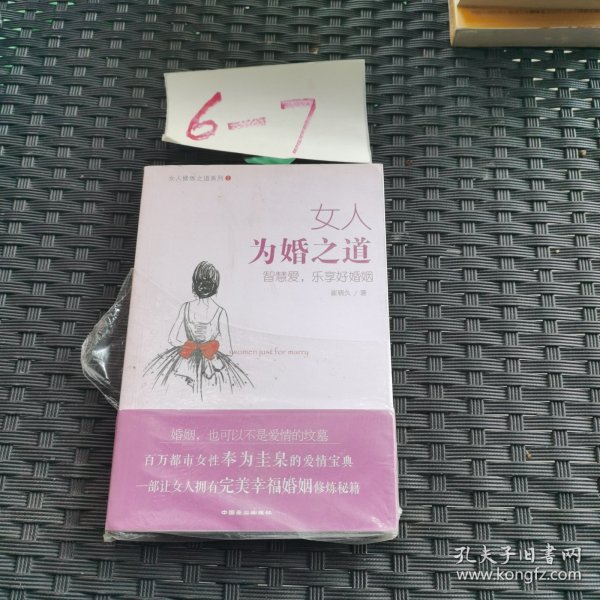 6-7
女人修炼之道系列
女人
为婚之道
智慧爱，乐享好婚姻
崔晓久／著
women just for marry
婚姻，也可以不是爱情的坟墓
百万都市女性奉为圭臬的爱情宝典
一部让女人拥有完美幸福婚姻修炼秘籍
孔夫子旧书网
www.kongfz.com